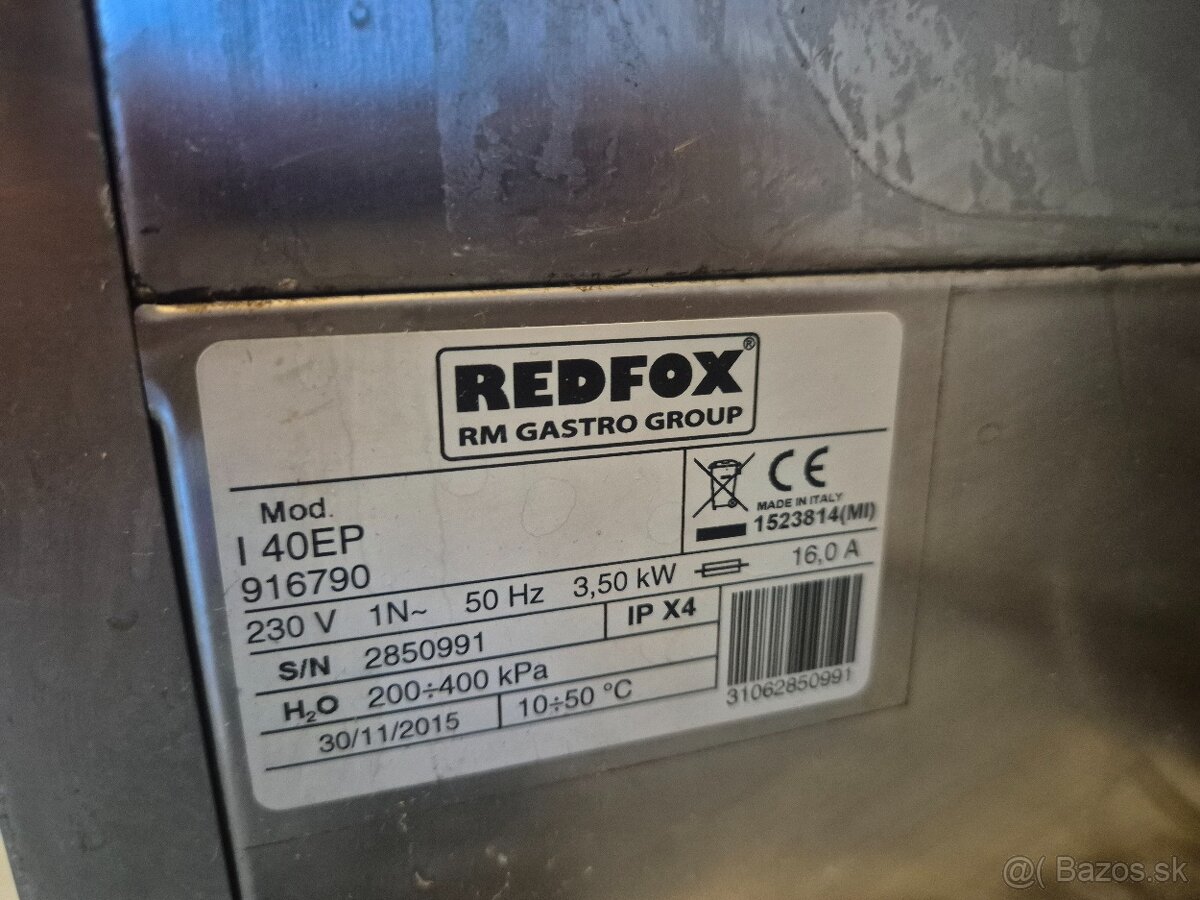 REDFOX®
RM GASTRO GROUP
Mod.
I 40EP
916790
CE
MADE IN ITALY
1523814(MI)
230 V 1N~ 50 Hz 3,50 kW 16,0 A
S/N 2850991 IP X4
H₂O 200÷400 kPa
30/11/2015 10÷50 °C
31062850991
@( Bazos.sk